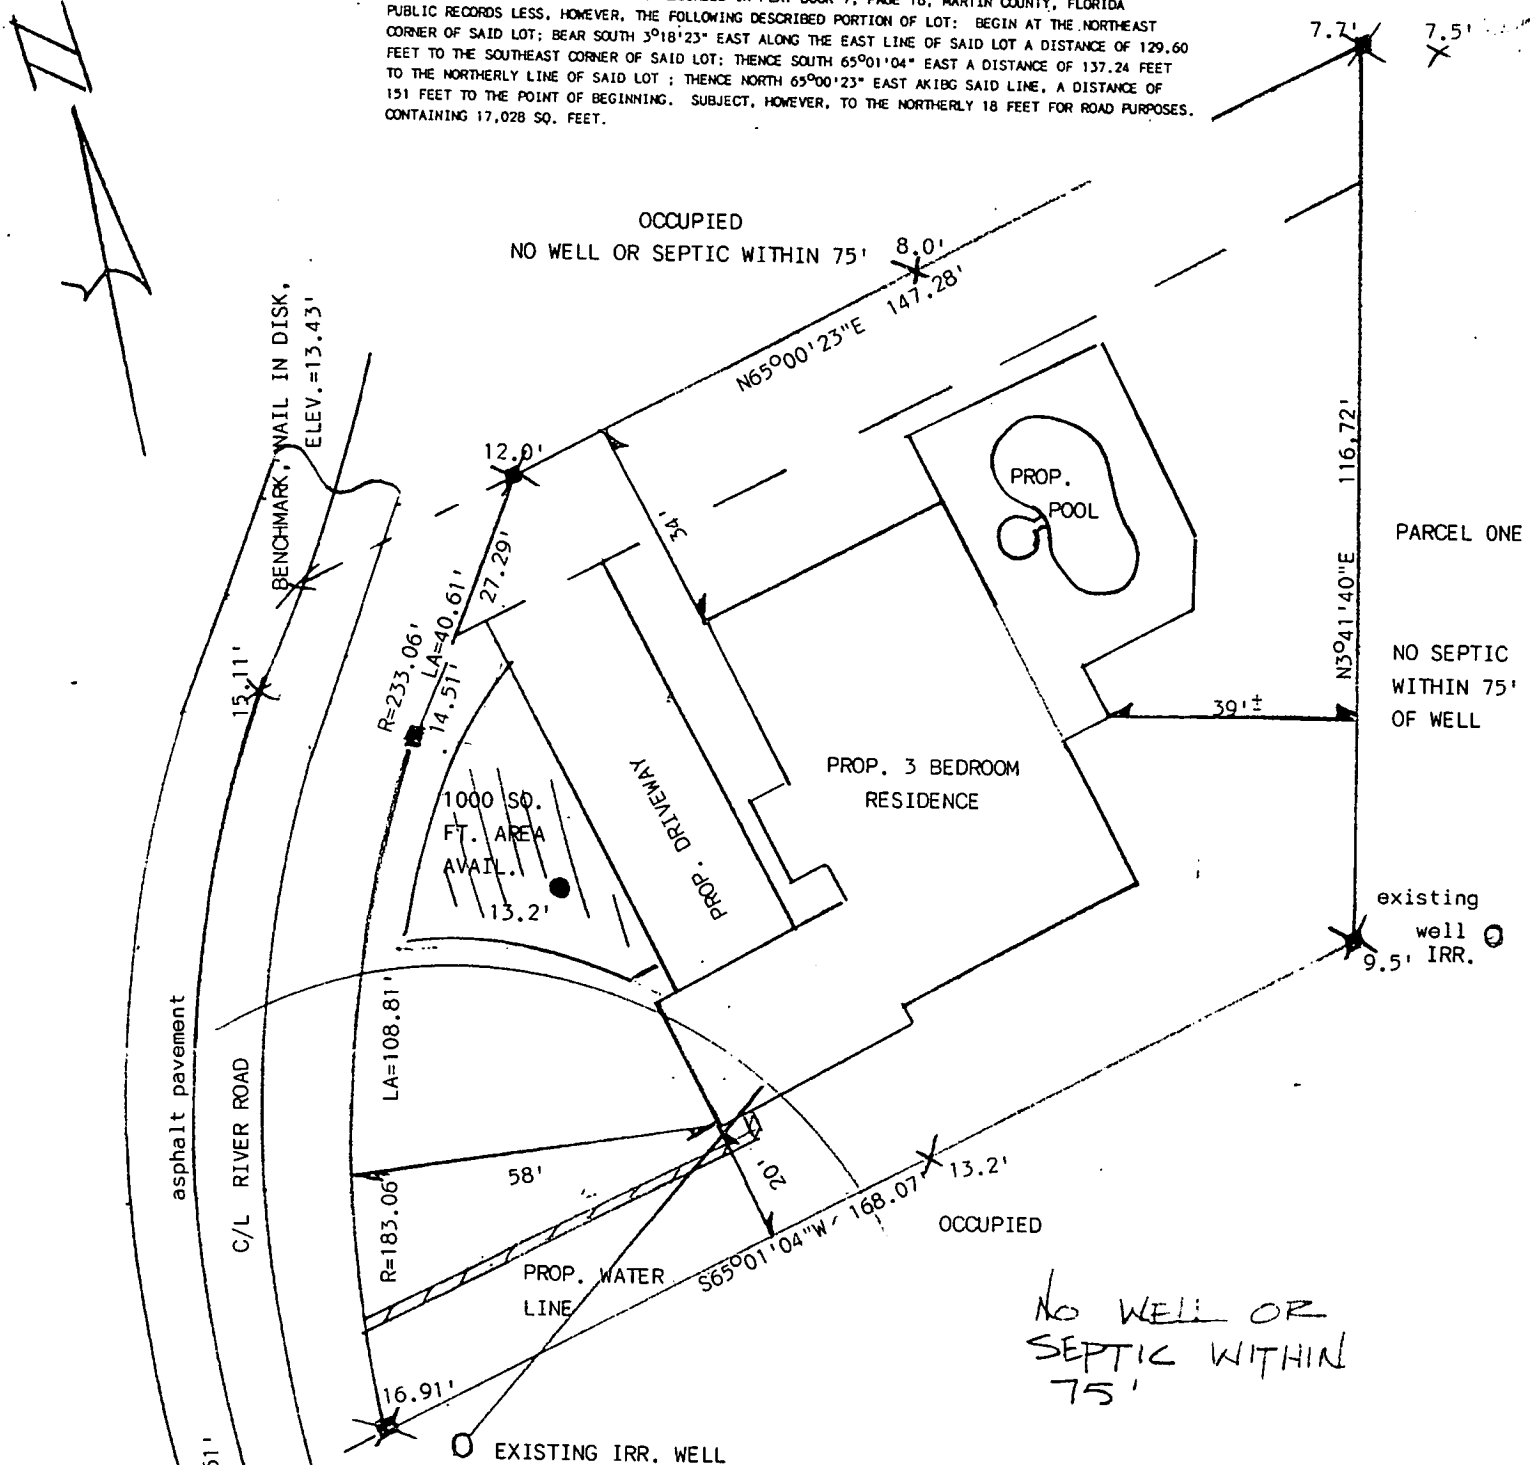 PUBLIC RECORDS LESS, HOWEVER, THE FOLLOWING DESCRIBED PORTION OF LOT: BEGIN AT THE NORTHEAST
CORNER OF SAID LOT; BEAR SOUTH 3°18'23" EAST ALONG THE EAST LINE OF SAID LOT A DISTANCE OF 129.60
FEET TO THE SOUTHEAST CORNER OF SAID LOT; THENCE SOUTH 65°01'04" EAST A DISTANCE OF 137.24 FEET
TO THE NORTHERLY LINE OF SAID LOT ; THENCE NORTH 65°00'23" EAST AKIBG SAID LINE, A DISTANCE OF
151 FEET TO THE POINT OF BEGINNING. SUBJECT, HOWEVER, TO THE NORTHERLY 18 FEET FOR ROAD PURPOSES.
CONTAINING 17,028 SQ. FEET.
7.7'
7.5'
OCCUPIED
NO WELL OR SEPTIC WITHIN 75'
8.0'
147.28'
N65°00'23"E
BENCHMARK, NAIL IN DISK,
ELEV.=13.43'
12.0'
34'
PROP.
POOL
116.72'
N3°41'40"E
PARCEL ONE
27.29'
LA=40.61'
R=233.06'
14.51'
15.11'
NO SEPTIC
WITHIN 75'
OF WELL
39'±
PROP. 3 BEDROOM
RESIDENCE
PROP. DRIVEWAY
1000 SQ.
FT. AREA
AVAIL.
13.2'
existing
well
IRR.
9.5'
asphalt pavement
C/L RIVER ROAD
LA=108.81'
R=183.06'
58'
20'
13.2'
168.07'
S65°01'04"W
OCCUPIED
PROP. WATER
LINE
NO WELL OR
SEPTIC WITHIN
75'
16.91'
EXISTING IRR. WELL